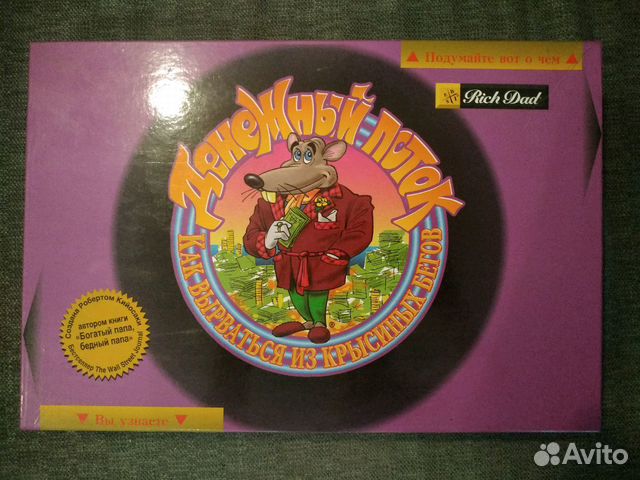 ▲ Подумайте вот о чем ▲
Rich Dad
Денежный поток
Как вырваться из крысиных бегов
®
Создана Робертом Кийосаки
автором книги
«Богатый папа,
бедный папа»
Бестселлер The Wall Street Journal
▼ Вы узнаете ▼
Avito